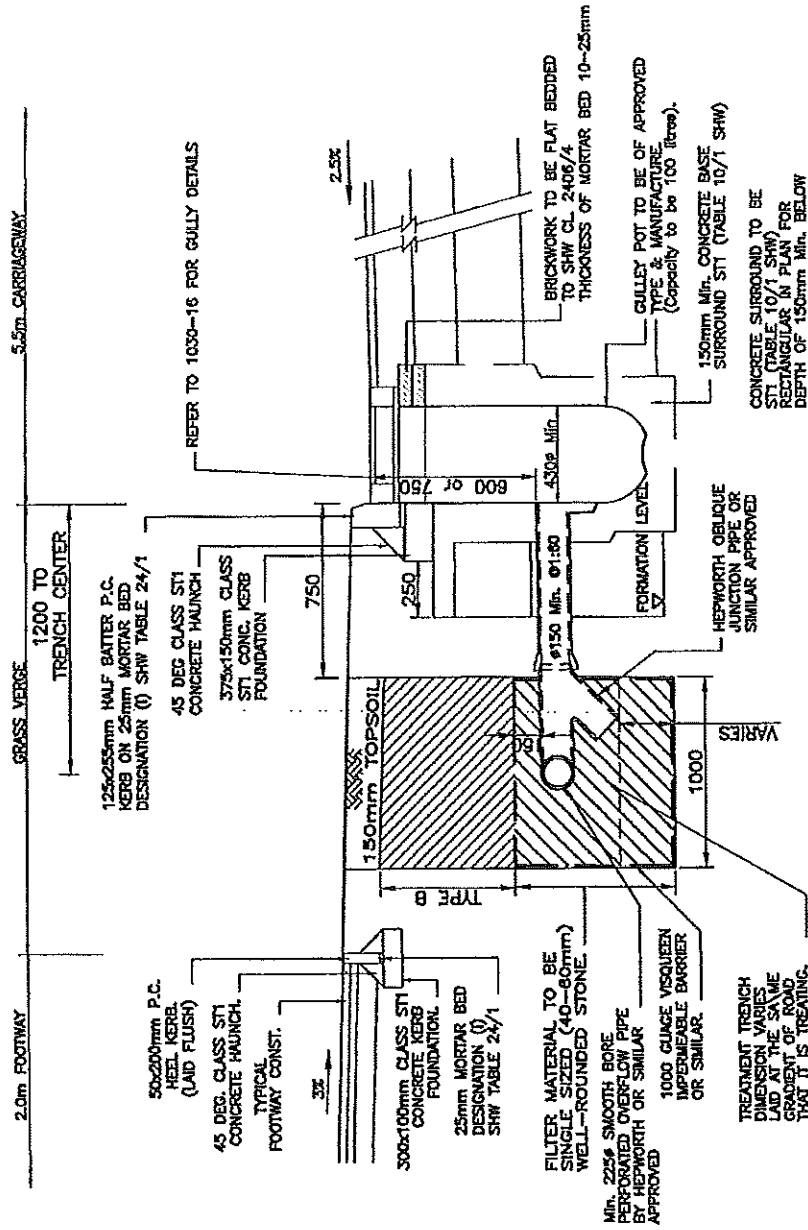 2.0m FOOTWAY
GRASS VERGE
5.5m CARRIAGEWAY
1200 TO
TRENCH CENTER
125x255mm HALF BATTER P.C.
KERB ON 25mm MORTAR BED
DESIGNATION (I) SHW TABLE 24/1
45 DEG CLASS ST1
CONCRETE HAUNCH
375x150mm CLASS
ST1 CONC. KERB
FOUNDATION
REFER TO 1030-16 FOR GULLY DETAILS
2.5%
50x200mm P.C.
HEEL KERB.
(LAID FLUSH)
45 DEG. CLASS ST1
CONCRETE HAUNCH.
TYPICAL
FOOTWAY CONST.
3%
300x100mm CLASS ST1
CONCRETE KERB
FOUNDATION.
25mm MORTAR BED
DESIGNATION (I)
SHW TABLE 24/1
750
250
150mm TOPSOIL
TYPE B
600 or 750
430ø Min
ø150 Min. @1:60
FORMATION LEVEL
1000
VARIES
BRICKWORK TO BE FLAT BEDDED
TO SHW CL 2406/4
THICKNESS OF MORTAR BED 10-25mm
GULLEY POT TO BE OF APPROVED
TYPE & MANUFACTURE
(Capacity to be 100 litres).
150mm Min. CONCRETE BASE
SURROUND ST1 (TABLE 10/1 SHW)
CONCRETE SURROUND TO BE
ST1 (TABLE 10/1 SHW)
RECTANGULAR IN PLAN FOR
DEPTH OF 150mm Min. BELOW
HEPWORTH OBLIQUE
JUNCTION PIPE OR
SIMILAR APPROVED
FILTER MATERIAL TO BE
SINGLE SIZED (40-60mm)
WELL-ROUNDED STONE.
Min. 225ø SMOOTH BORE
PERFORATED OVERFLOW PIPE
BY HEPWORTH OR SIMILAR
APPROVED
1000 GUAGE VISQUEEN
IMPERMEABLE BARRIER
OR SIMILAR.
TREATMENT TRENCH
DIMENSION VARIES
LAID AT THE SA\ME
GRADIENT OF ROAD
THAT IT IS TREATING.